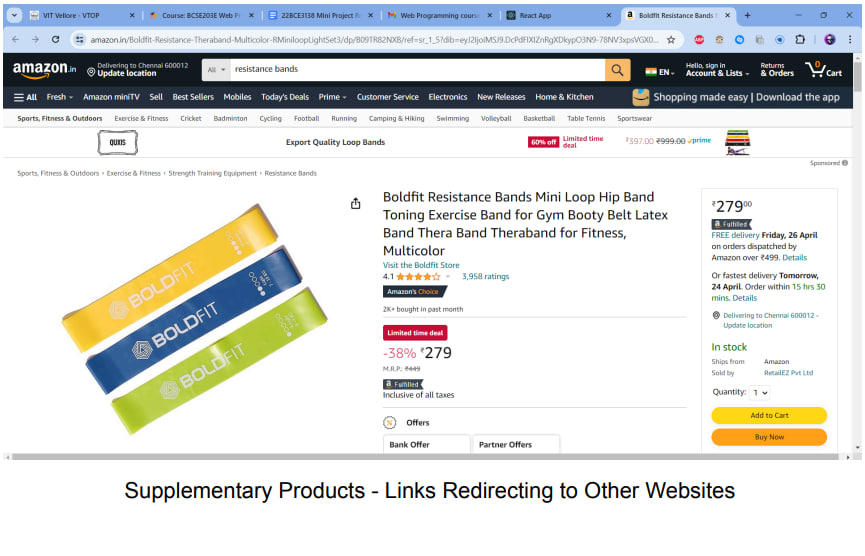 VIT Vellore - VTOP
Course: BCSE203E Web Pr
22BCE3138 Mini Project R
Web Programming course
React App
Boldfit Resistance Bands
amazon.in/Boldfit-Resistance-Theraband-Multicolor-RMiniloopLightSet3/dp/B09TR82NXB/ref=sr_1_5?
amazon.in
Delivering to Chennai 600012
Update location
All
resistance bands
EN
Hello, sign in
Account & Lists
Returns
& Orders
0
Cart
All
Fresh
Amazon miniTV
Sell
Best Sellers
Mobiles
Today's Deals
Prime
Customer Service
Electronics
New Releases
Home & Kitchen
Shopping made easy | Download the app
Sports, Fitness & Outdoors
Exercise & Fitness
Cricket
Badminton
Cycling
Football
Running
Camping & Hiking
Swimming
Volleyball
Basketball
Table Tennis
Sportswear
Export Quality Loop Bands
60% off
Limited time
deal
₹397.00 ₹999.00 prime
Sponsored
Sports, Fitness & Outdoors › Exercise & Fitness › Strength Training Equipment › Resistance Bands
BOLDFIT
BOLDFIT
BOLDFIT
Boldfit Resistance Bands Mini Loop Hip Band
Toning Exercise Band for Gym Booty Belt Latex
Band Thera Band Theraband for Fitness,
Multicolor
Visit the Boldfit Store
4.1
3,958 ratings
Amazon's Choice
2K+ bought in past month
Limited time deal
-38% ₹279
M.R.P.: ₹449
a Fulfilled
Inclusive of all taxes
Offers
Bank Offer
Partner Offers
₹27900
a Fulfilled
FREE delivery Friday, 26 April
on orders dispatched by
Amazon over ₹499. Details
Or fastest delivery Tomorrow,
24 April. Order within 15 hrs 30
mins. Details
Delivering to Chennai 600012 -
Update location
In stock
Ships from Amazon
Sold by RetailEZ Pvt Ltd
Quantity: 1
Add to Cart
Buy Now
Supplementary Products - Links Redirecting to Other Websites